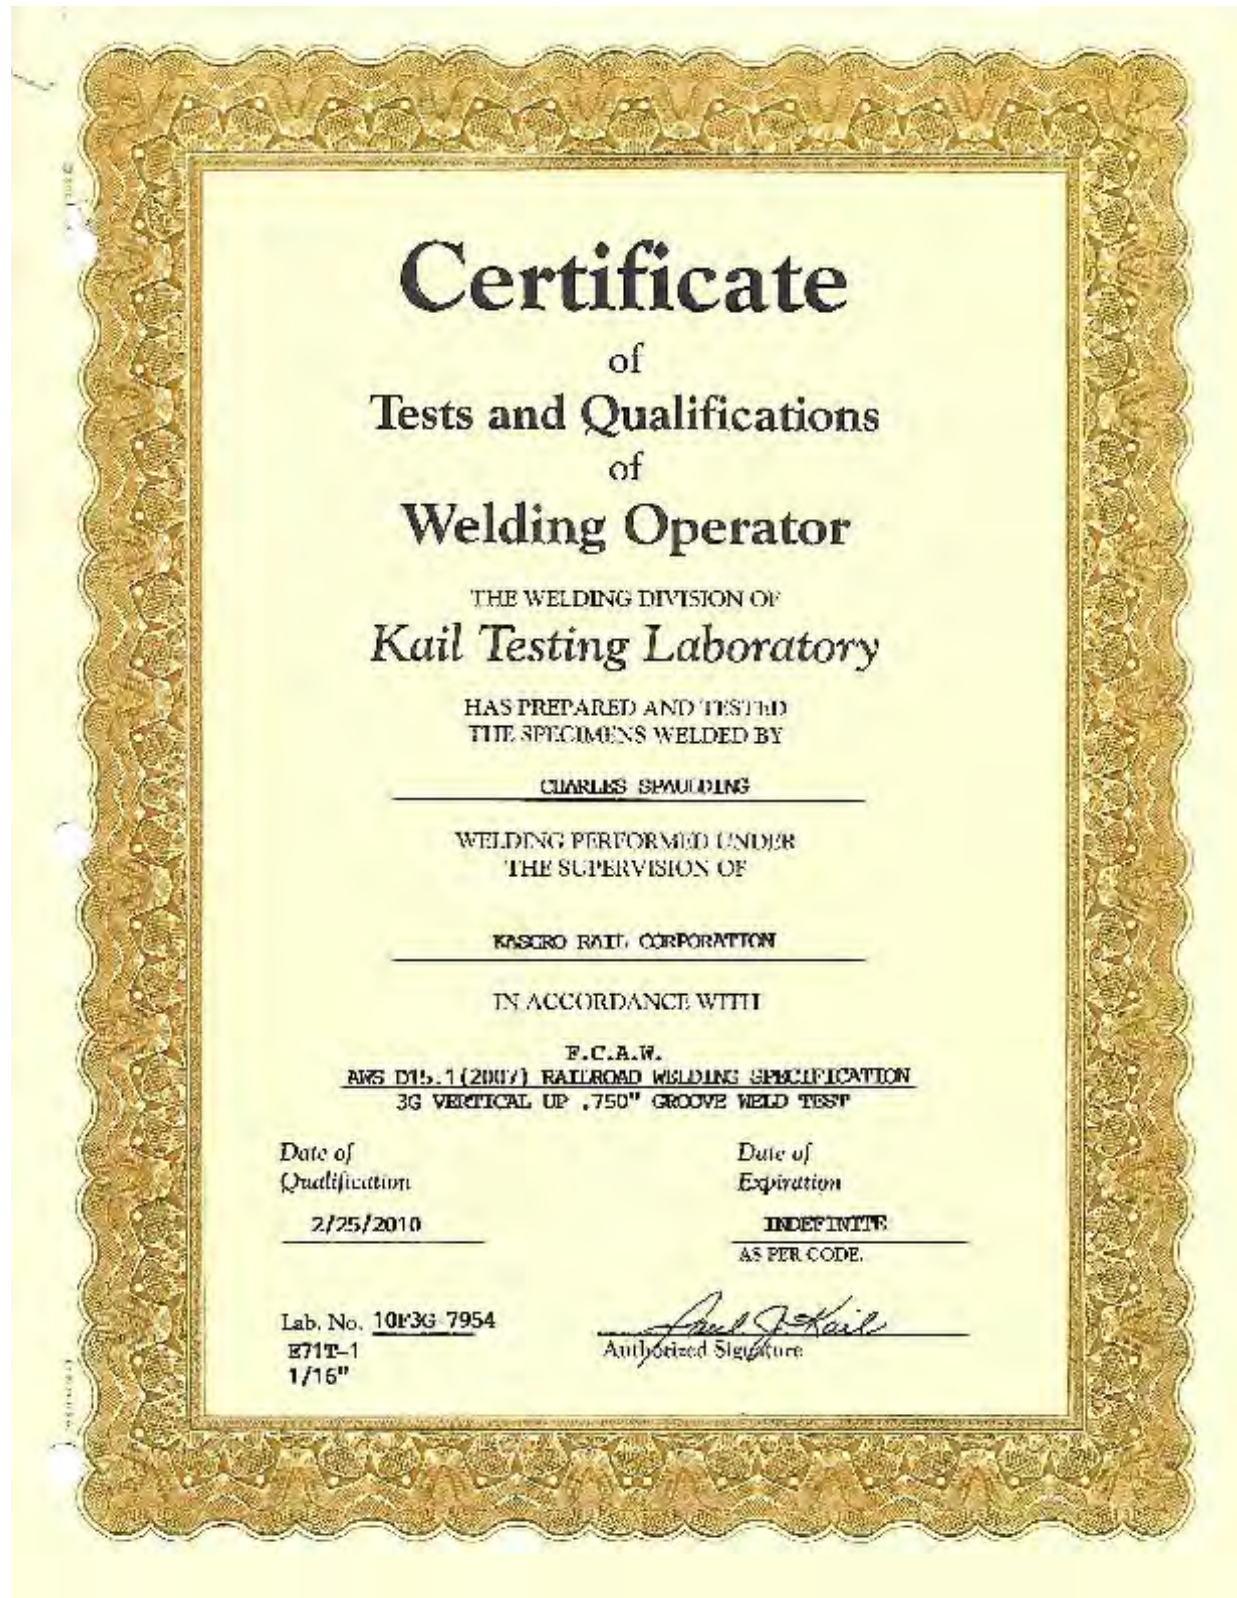 Certificate
of
Tests and Qualifications
of
Welding Operator
THE WELDING DIVISION OF
Kail Testing Laboratory
HAS PREPARED AND TESTED
THE SPECIMENS WELDED BY
CHARLES SPAULDING
WELDING PERFORMED UNDER
THE SUPERVISION OF
KASGRO RAIL CORPORATION
IN ACCORDANCE WITH
F.C.A.W.
AWS D15.1(2007) RAILROAD WELDING SPECIFICATION
3G VERTICAL UP .750" GROOVE WELD TEST
Date of
Qualification
2/25/2010
Date of
Expiration
INDEFINITE
AS PER CODE.
Lab. No. 10F3G-7954
E71T-1
1/16"
Paul J. Kail
Authorized Signature